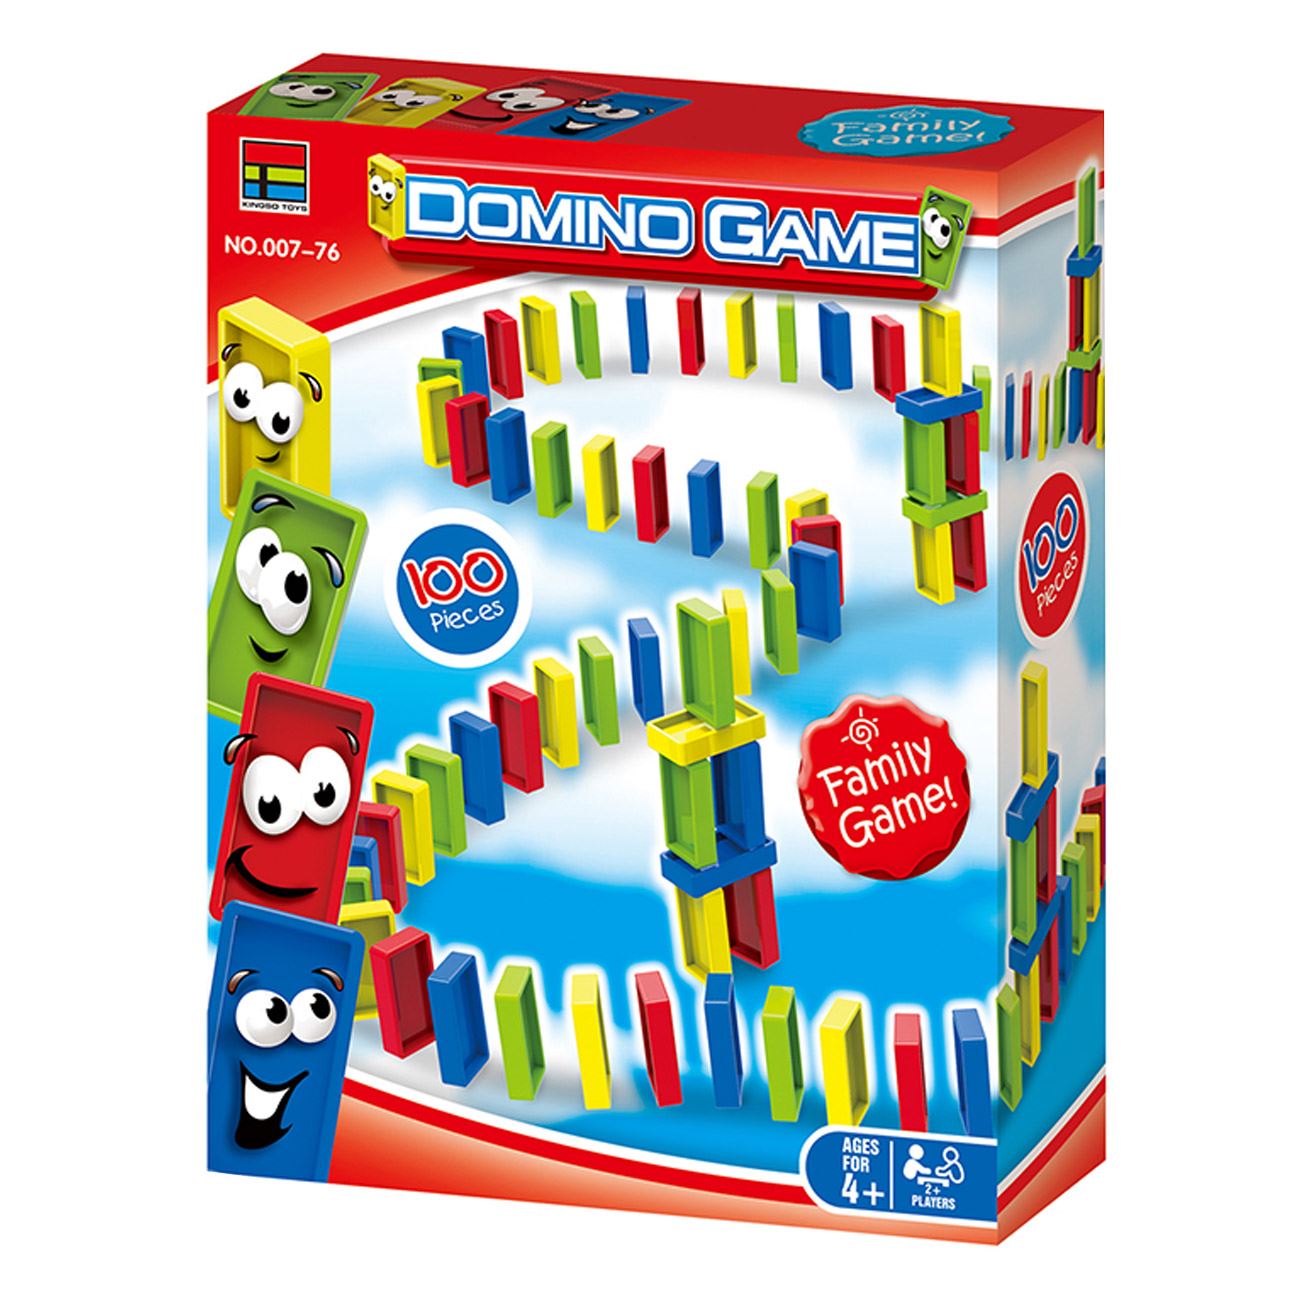 Family
Game!
KINGSO TOYS
DOMINO GAME
NO.007-76
100
Pieces
100
Pieces
Family
Game!
AGES
FOR
4+
2+
PLAYERS